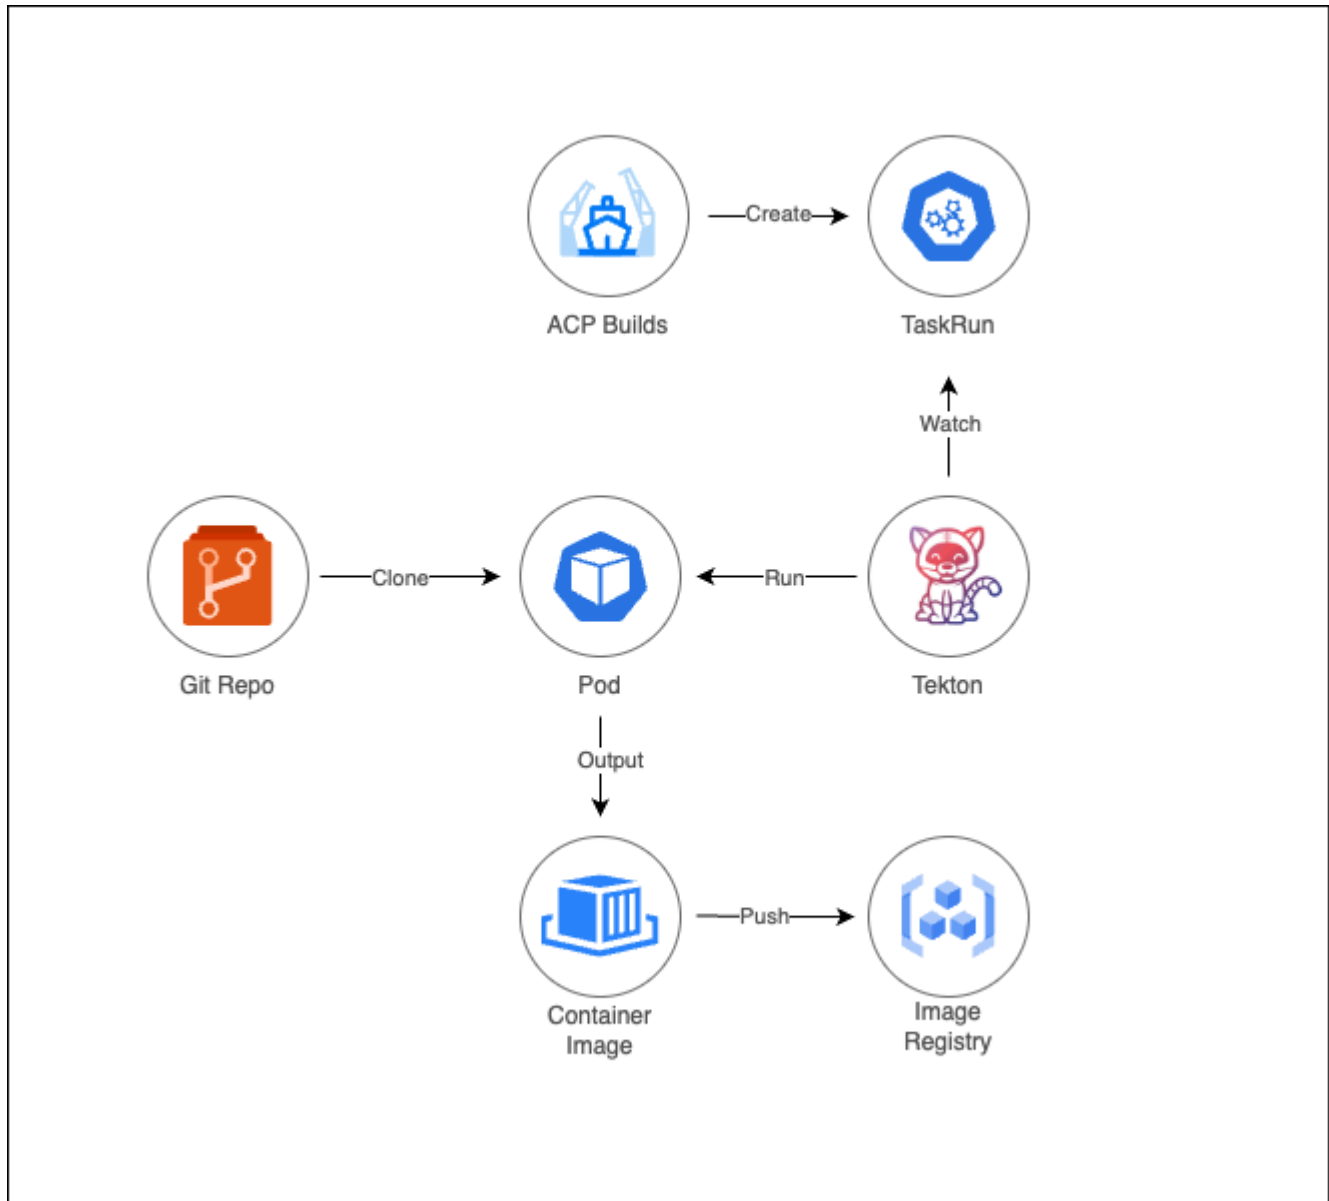 Create
ACP Builds
TaskRun
Watch
Clone
Run
Git Repo
Pod
Tekton
Output
Push
Container
Image
Image
Registry